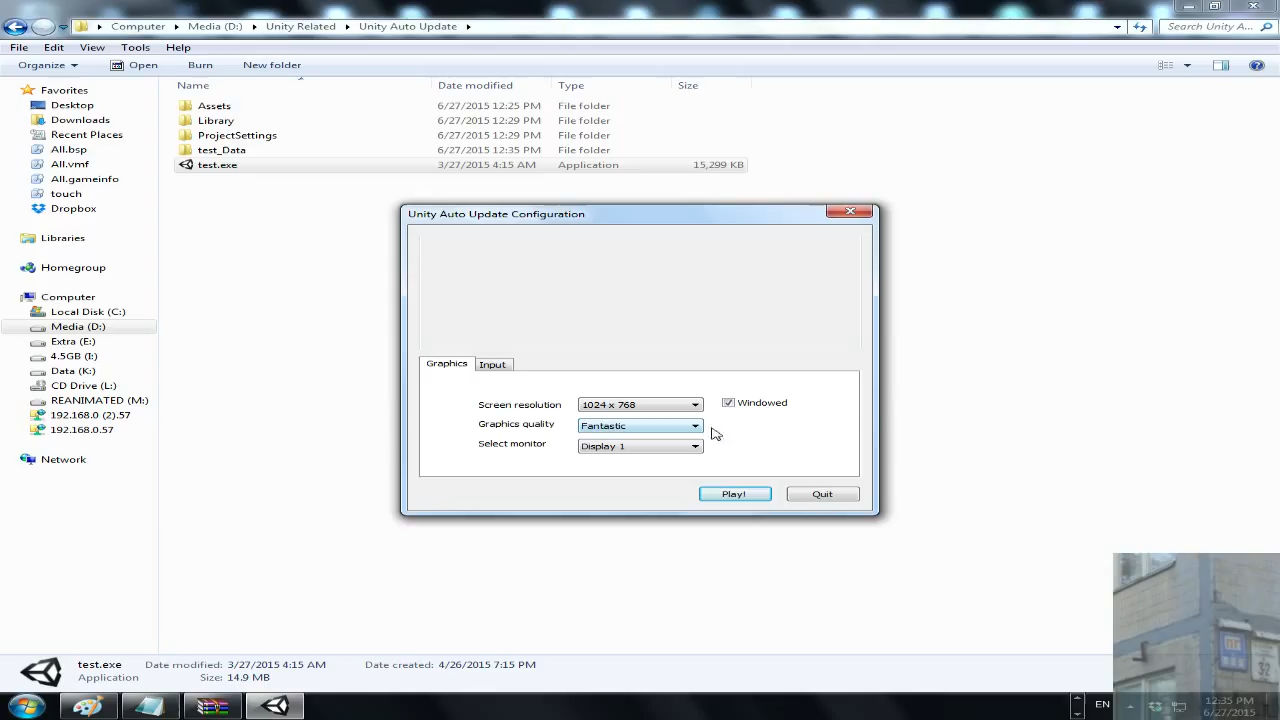 Computer Media (D:) Unity Related Unity Auto Update Search Unity A...
File Edit View Tools Help
Organize Open Burn New folder
Name Date modified Type Size
Favorites
Desktop
Downloads
Recent Places
All.bsp
All.vmf
All.gameinfo
touch
Dropbox
Libraries
Homegroup
Computer
Local Disk (C:)
Media (D:)
Extra (E:)
4.5GB (I:)
Data (K:)
CD Drive (L:)
REANIMATED (M:)
192.168.0 (2).57
192.168.0.57
Network
Assets 6/27/2015 12:25 PM File folder
Library 6/27/2015 12:29 PM File folder
ProjectSettings 6/27/2015 12:29 PM File folder
test_Data 6/27/2015 12:35 PM File folder
test.exe 3/27/2015 4:15 AM Application 15,299 KB
Unity Auto Update Configuration
Graphics Input
Screen resolution 1024 x 768 Windowed
Graphics quality Fantastic
Select monitor Display 1
Play! Quit
test.exe Date modified: 3/27/2015 4:15 AM Date created: 4/26/2015 7:15 PM
Application Size: 14.9 MB
ПГ
32
EN
12:35 PM
6/27/2015